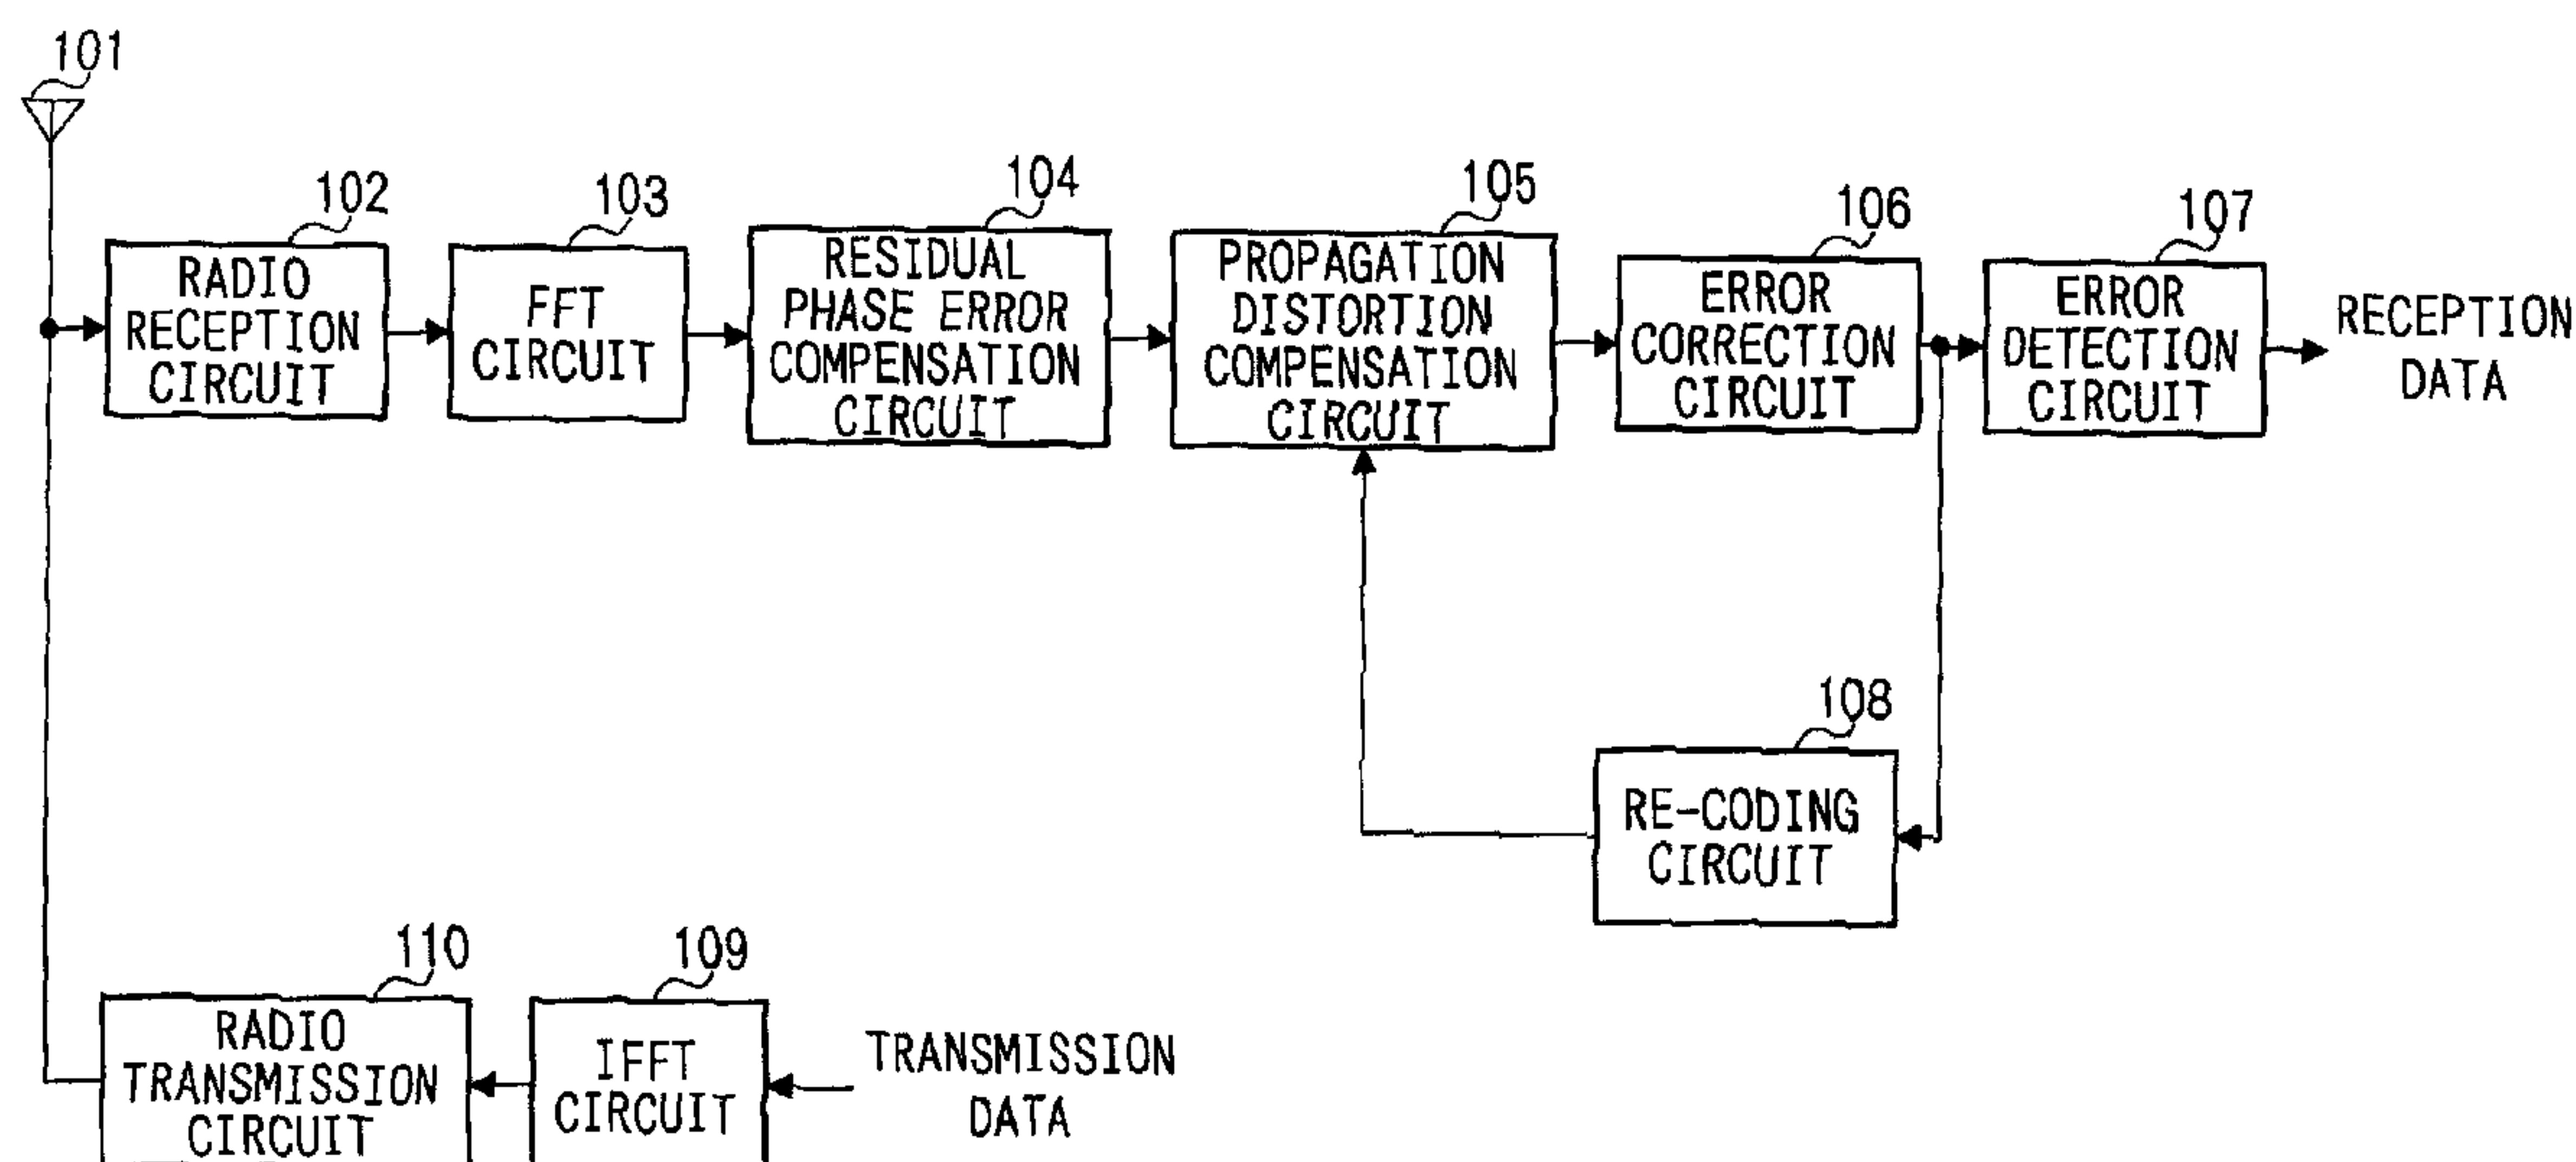 101
102
RADIO
RECEPTION
CIRCUIT
103
FFT
CIRCUIT
104
RESIDUAL
PHASE ERROR
COMPENSATION
CIRCUIT
105
PROPAGATION
DISTORTION
COMPENSATION
CIRCUIT
106
ERROR
CORRECTION
CIRCUIT
107
ERROR
DETECTION
CIRCUIT
RECEPTION
DATA
108
RE-CODING
CIRCUIT
110
RADIO
TRANSMISSION
CIRCUIT
109
IFFT
CIRCUIT
TRANSMISSION
DATA